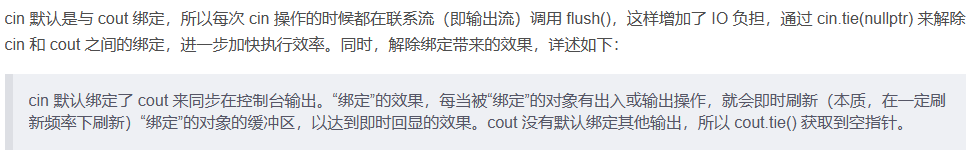 cin 默认是与 cout 绑定，所以每次 cin 操作的时候都在联系流（即输出流）调用 flush()，这样增加了 IO 负担，通过 cin.tie(nullptr) 来解除
cin 和 cout 之间的绑定，进一步加快执行效率。同时，解除绑定带来的效果，详述如下：
cin 默认绑定了 cout 来同步在控制台输出。“绑定”的效果，每当被“绑定”的对象有出入或输出操作，就会即时刷新（本质，在一定刷
新频率下刷新）“绑定”的对象的缓冲区，以达到即时回显的效果。cout 没有默认绑定其他输出，所以 cout.tie() 获取到空指针。